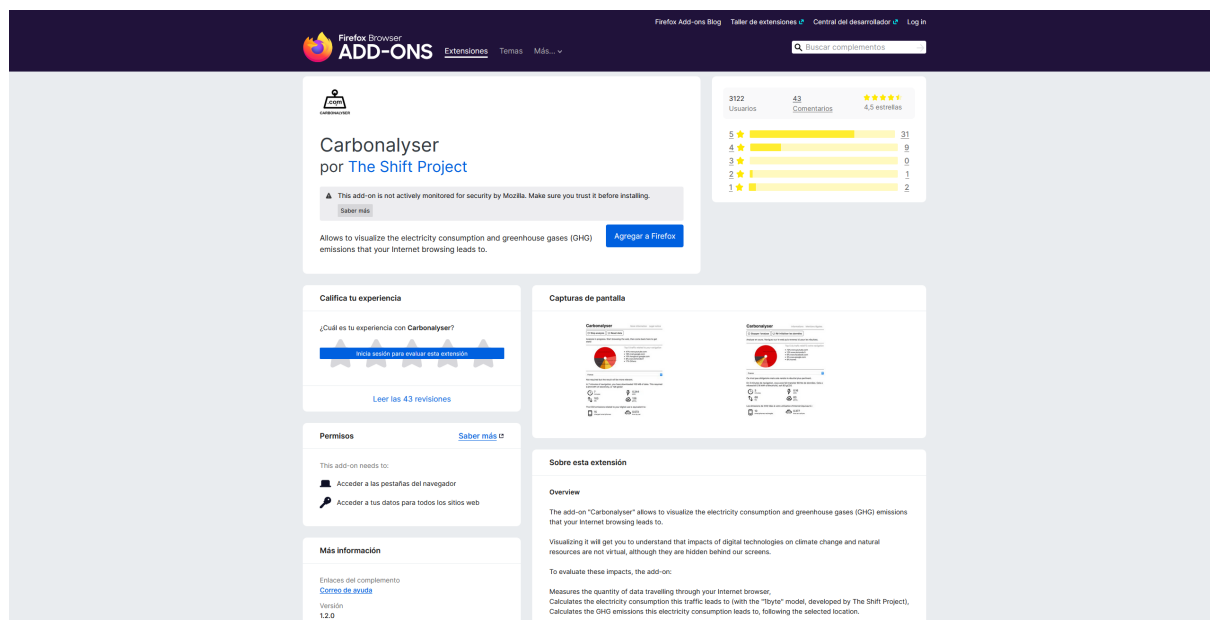 Firefox Add-ons Blog Taller de extensiones Central del desarrollador Log in
Firefox Browser
ADD-ONS
Extensiones Temas Más...
Buscar complementos
.com
CARBONALYSER
Carbonalyser
por The Shift Project
This add-on is not actively monitored for security by Mozilla. Make sure you trust it before installing.
Saber más
Allows to visualize the electricity consumption and greenhouse gases (GHG)
emissions that your Internet browsing leads to.
Agregar a Firefox
3122 43
Usuarios Comentarios 4,5 estrellas
5 31
4 9
3 0
2 1
1 2
Califica tu experiencia
¿Cuál es tu experiencia con Carbonalyser?
Inicia sesión para evaluar esta extensión
Leer las 43 revisiones
Permisos Saber más
This add-on needs to:
Acceder a las pestañas del navegador
Acceder a tus datos para todos los sitios web
Más información
Enlaces del complemento
Correo de ayuda
Versión
1.2.0
Capturas de pantalla
Carbonalyser
Carbonalyser
Sobre esta extensión
Overview
The add-on "Carbonalyser" allows to visualize the electricity consumption and greenhouse gases (GHG) emissions
that your Internet browsing leads to.
Visualizing it will get you to understand that impacts of digital technologies on climate change and natural
resources are not virtual, although they are hidden behind our screens.
To evaluate these impacts, the add-on:
Measures the quantity of data travelling through your Internet browser,
Calculates the electricity consumption this traffic leads to (with the "1byte" model, developed by The Shift Project),
Calculates the GHG emissions this electricity consumption leads to, following the selected location.